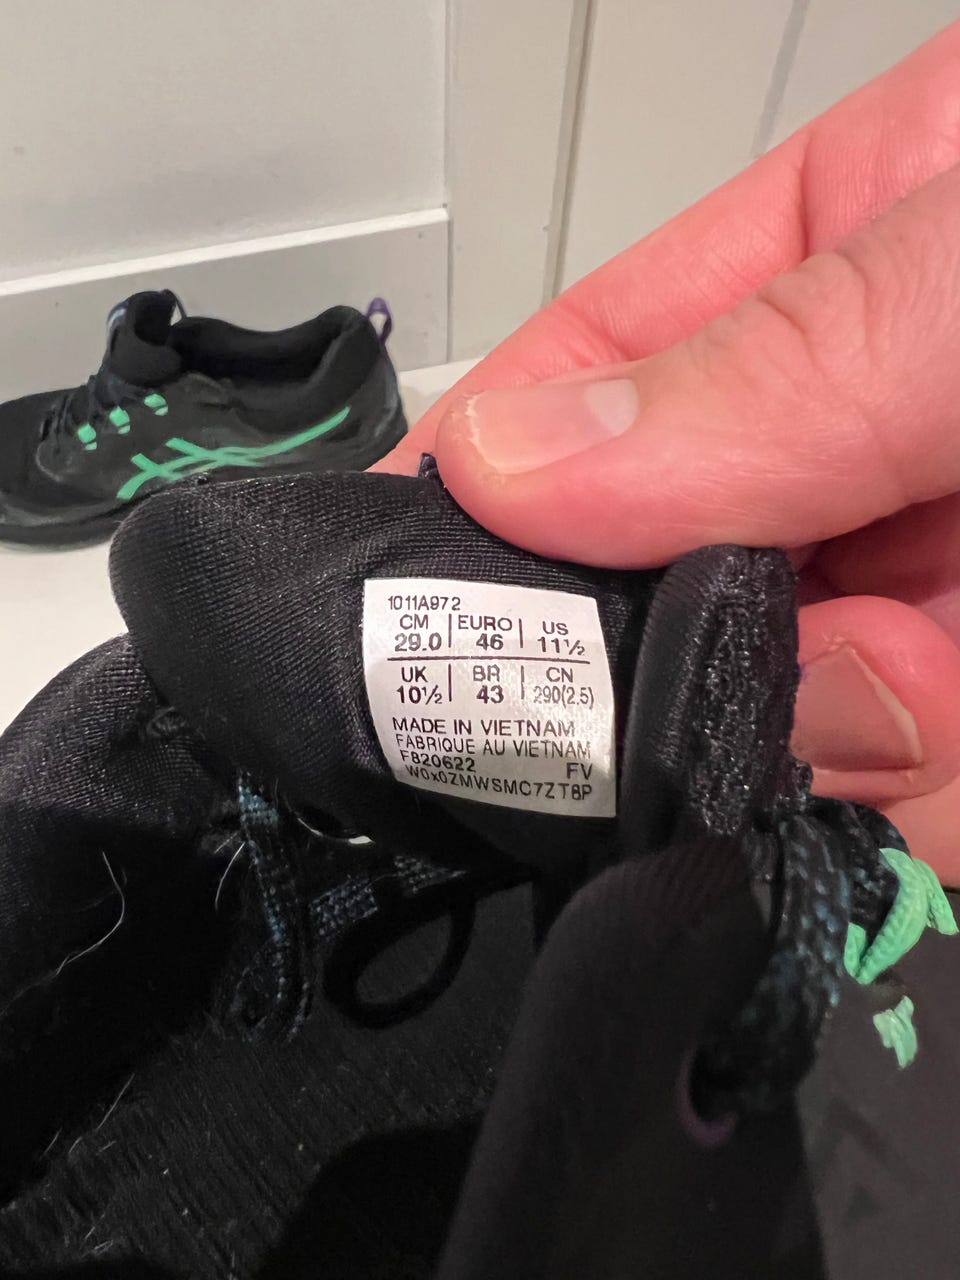 1011A972
CM EURO US
29.0 46 11½
UK BR CN
10½ 43 290(2.5)
MADE IN VIETNAM
FABRIQUE AU VIETNAM
F820622 FV
W0x0ZMWSMC7ZT8P